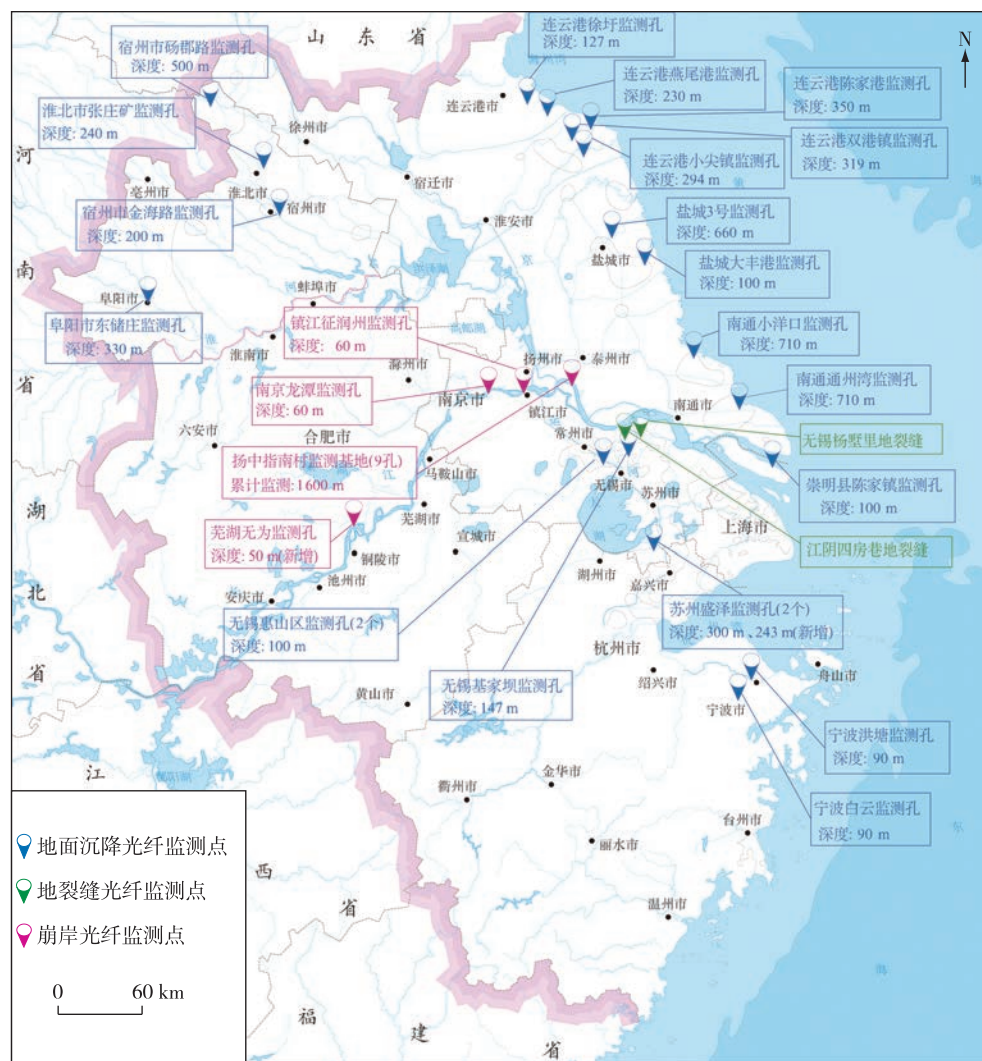 山 东 省
N
宿州市砀郡路监测孔
深度: 500 m
淮北市张庄矿监测孔
深度: 240 m
宿州市金海路监测孔
深度: 200 m
阜阳市东储庄监测孔
深度: 330 m
连云港徐圩监测孔
深度: 127 m
连云港燕尾港监测孔
深度: 230 m
连云港陈家港监测孔
深度: 350 m
连云港双港镇监测孔
深度: 319 m
连云港小尖镇监测孔
深度: 294 m
盐城3号监测孔
深度: 660 m
盐城大丰港监测孔
深度: 100 m
南通小洋口监测孔
深度: 710 m
南通通州湾监测孔
深度: 710 m
无锡杨墅里地裂缝
崇明县陈家镇监测孔
深度: 100 m
江阴四房巷地裂缝
镇江征润州监测孔
深度: 60 m
南京龙潭监测孔
深度: 60 m
扬中指南村监测基地(9孔)
累计监测:1600 m
芜湖无为监测孔
深度: 50 m(新增)
无锡惠山区监测孔(2个)
深度:100 m
无锡基家坝监测孔
深度: 147 m
苏州盛泽监测孔(2个)
深度: 300 m、243 m(新增)
宁波洪塘监测孔
深度: 90 m
宁波白云监测孔
深度: 90 m
连云港市
徐州市
宿迁市
淮北市
亳州市
宿州市
淮安市
盐城市
阜阳市
蚌埠市
淮南市
滁州市
扬州市
泰州市
南京市
镇江市
南通市
常州市
六安市
合肥市
马鞍山市
无锡市
苏州市
上海市
芜湖市
宣城市
铜陵市
池州市
安庆市
湖州市
嘉兴市
杭州市
绍兴市
舟山市
宁波市
黄山市
金华市
衢州市
台州市
丽水市
温州市
河
南
省
湖
北
省
江
西
省
福
建
省
京
淮
河
江
高邮湖
东
海
地面沉降光纤监测点
地裂缝光纤监测点
崩岸光纤监测点
0 60 km